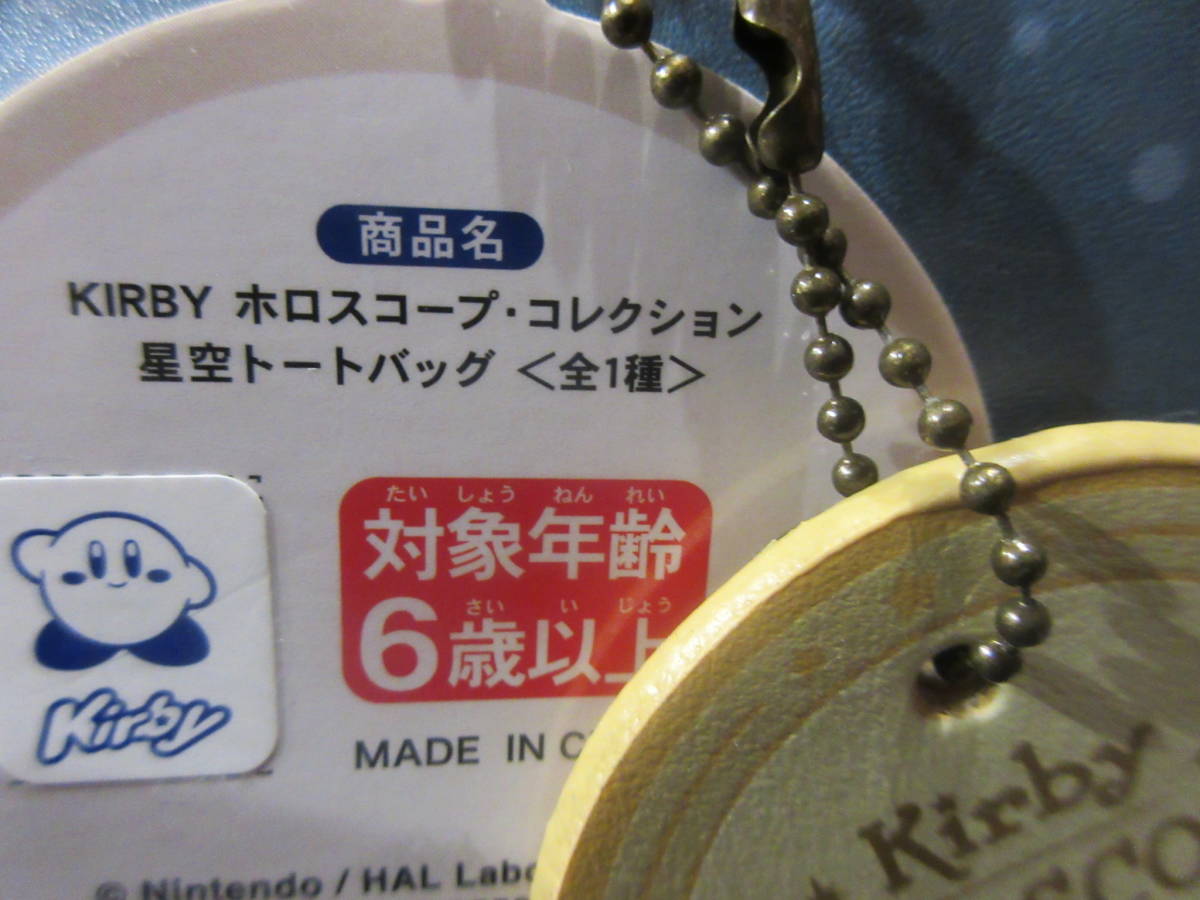 商品名
KIRBY ホロスコープ・コレクション
星空トートバッグ <全1種>
たい しょう ねん れい
対象年齢
さい い じょう
6歳以上
Kirby
MADE IN
© Nintendo / HAL
Kirby